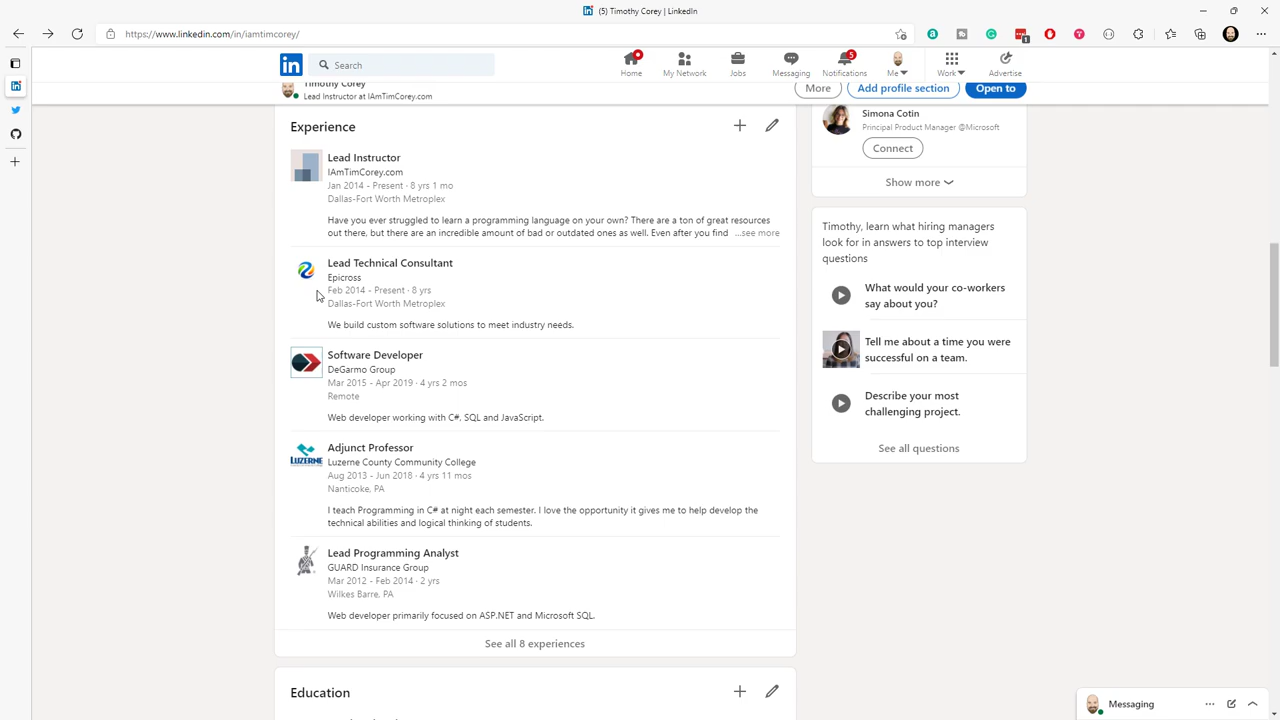 (5) Timothy Corey | LinkedIn
https://www.linkedin.com/in/iamtimcorey/
1
in
Search
Home
My Network
Jobs
Messaging
5
Notifications
Me
Work
Advertise
Timothy Corey
Lead Instructor at IAmTimCorey.com
More
Add profile section
Open to
Experience
Lead Instructor
IAmTimCorey.com
Jan 2014 - Present · 8 yrs 1 mo
Dallas-Fort Worth Metroplex
Have you ever struggled to learn a programming language on your own? There are a ton of great resources
out there, but there are an incredible amount of bad or outdated ones as well. Even after you find ...see more
Lead Technical Consultant
Epicross
Feb 2014 - Present · 8 yrs
Dallas-Fort Worth Metroplex
We build custom software solutions to meet industry needs.
Software Developer
DeGarmo Group
Mar 2015 - Apr 2019 · 4 yrs 2 mos
Remote
Web developer working with C#, SQL and JavaScript.
LUZERNE
Adjunct Professor
Luzerne County Community College
Aug 2013 - Jun 2018 · 4 yrs 11 mos
Nanticoke, PA
I teach Programming in C# at night each semester. I love the opportunity it gives me to help develop the
technical abilities and logical thinking of students.
Lead Programming Analyst
GUARD Insurance Group
Mar 2012 - Feb 2014 · 2 yrs
Wilkes Barre, PA
Web developer primarily focused on ASP.NET and Microsoft SQL.
See all 8 experiences
Education
Simona Cotin
Principal Product Manager @Microsoft
Connect
Show more
Timothy, learn what hiring managers
look for in answers to top interview
questions
What would your co-workers
say about you?
Tell me about a time you were
successful on a team.
Describe your most
challenging project.
See all questions
Messaging